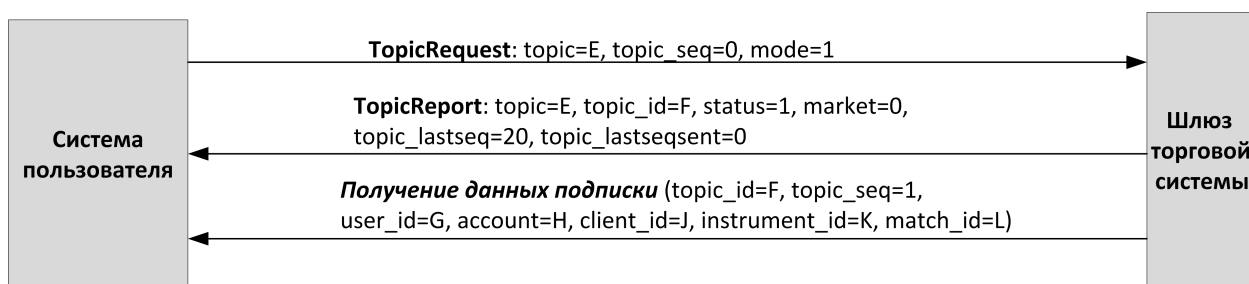 TopicRequest: topic=E, topic_seq=0, mode=1
TopicReport: topic=E, topic_id=F, status=1, market=0,
topic_lastseq=20, topic_lastseqsent=0
Система
пользователя
Шлюз
торговой
системы
Получение данных подписки (topic_id=F, topic_seq=1,
user_id=G, account=H, client_id=J, instrument_id=K, match_id=L)